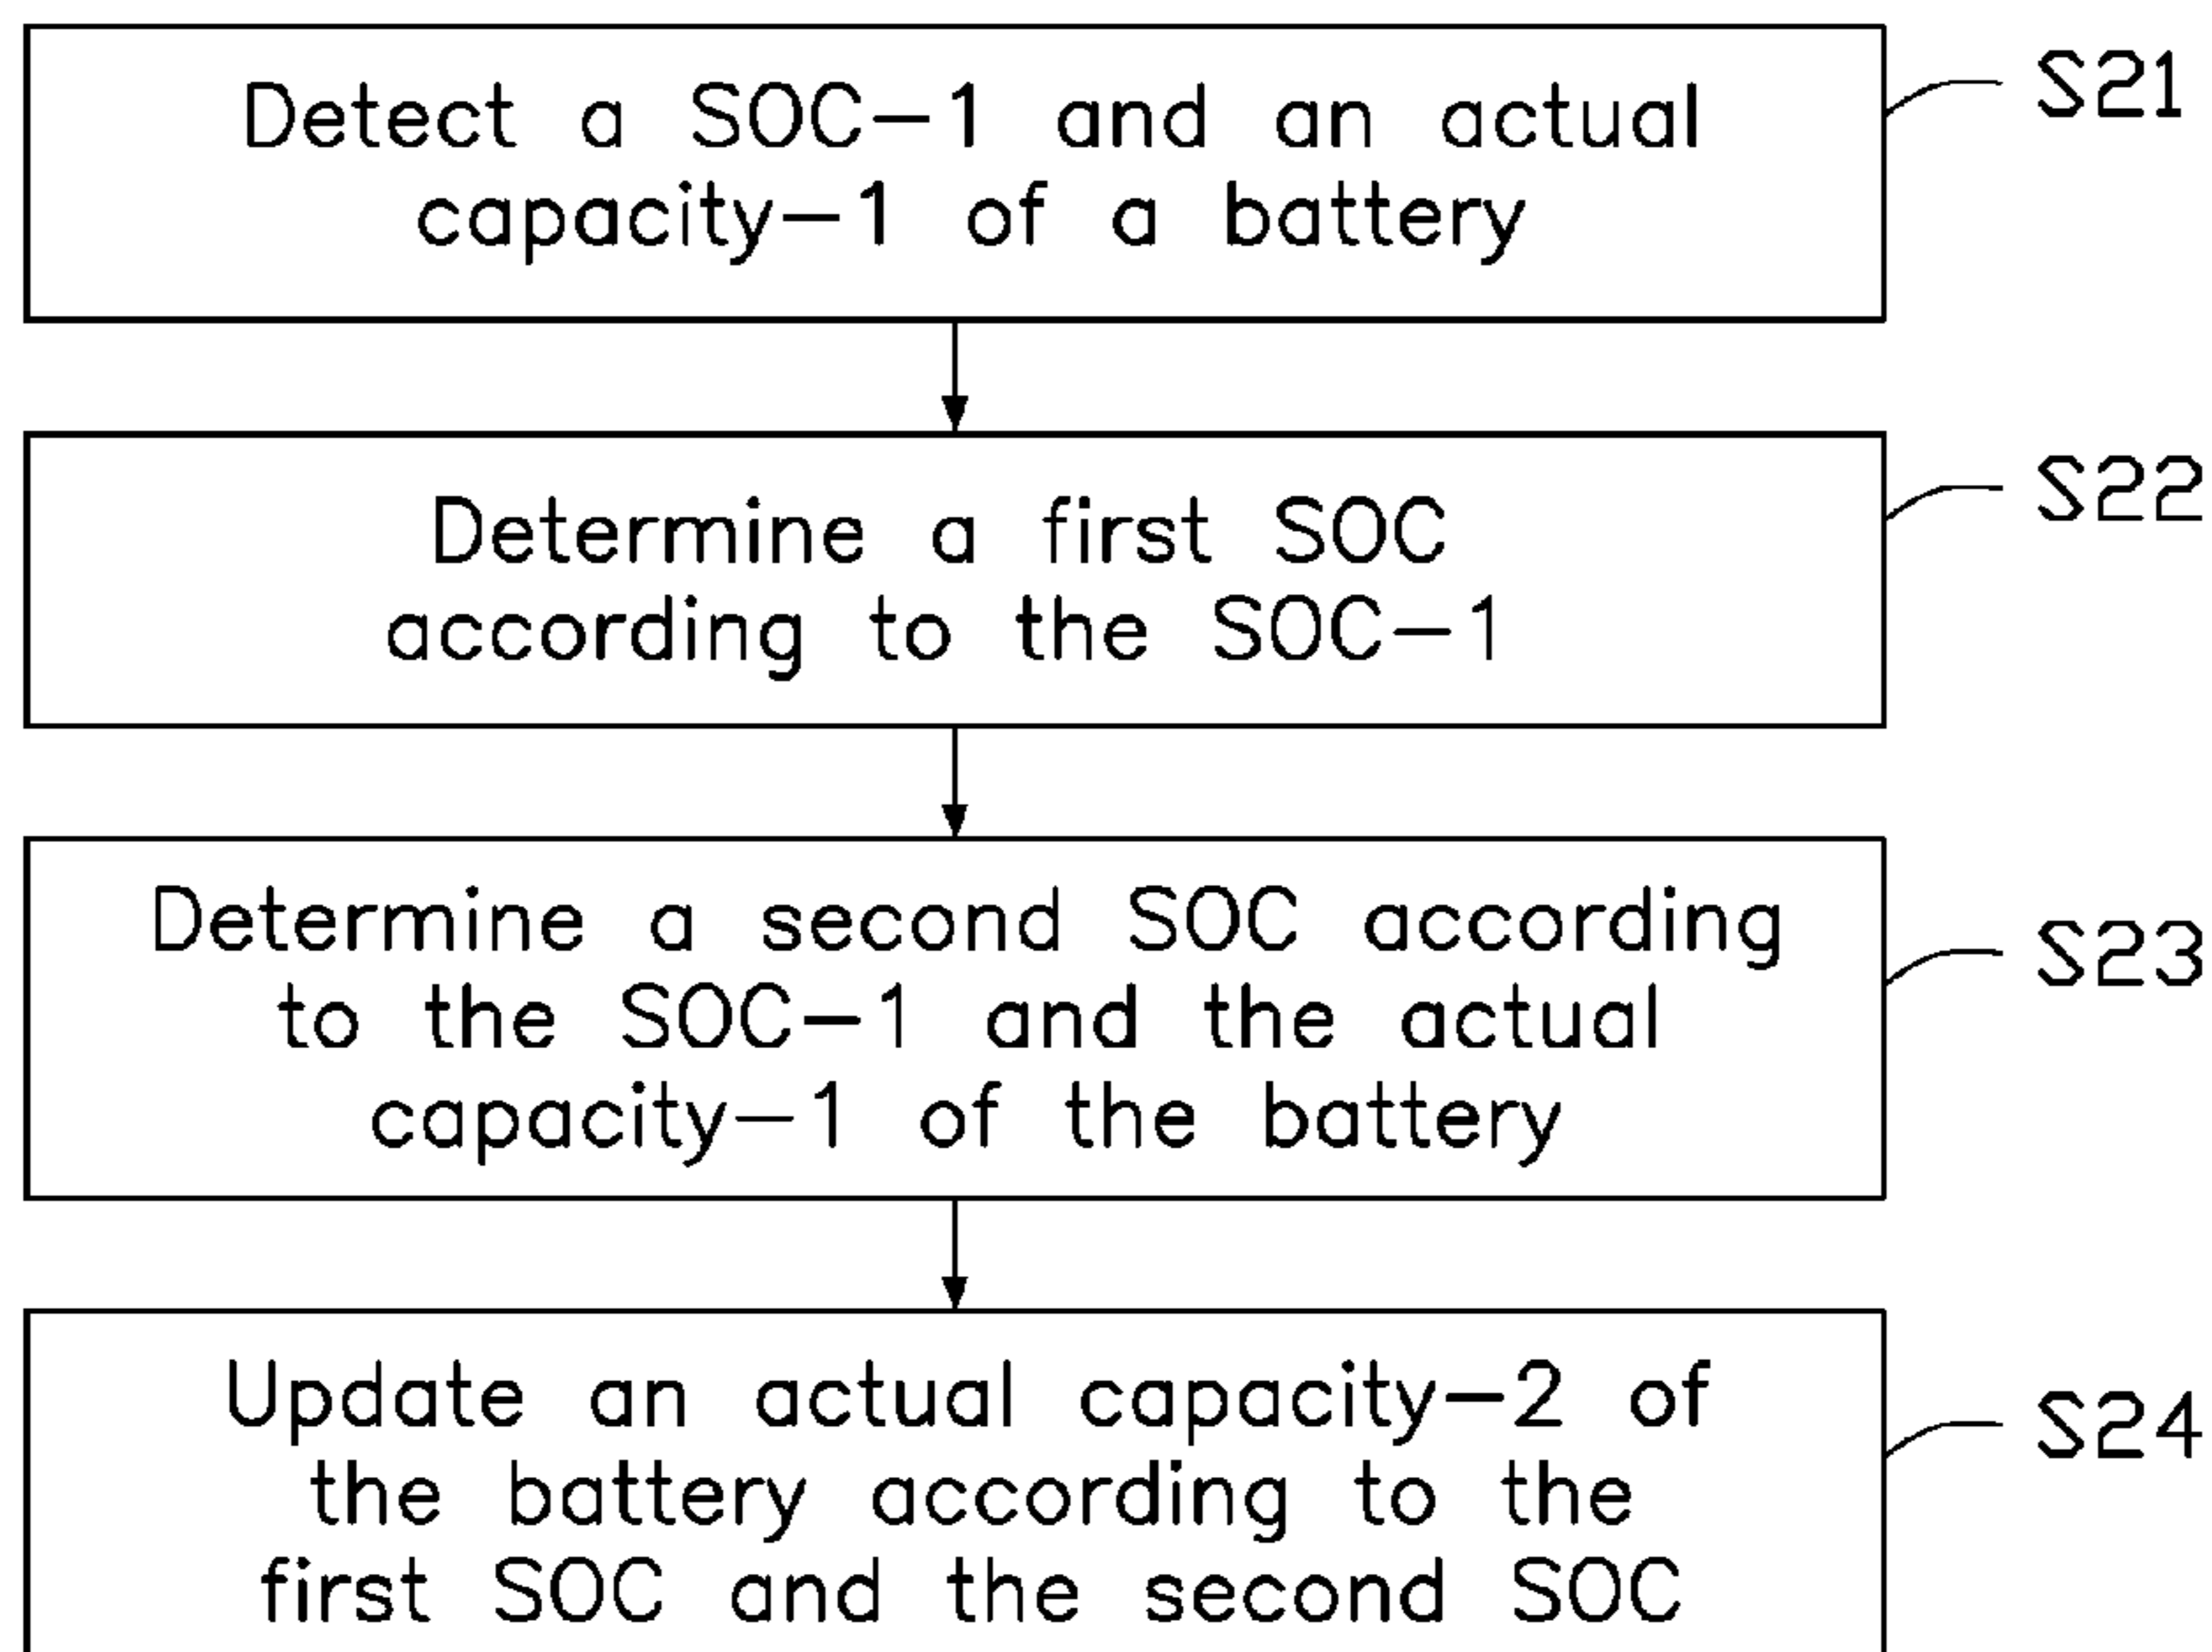 Detect a SOC-1 and an actual
capacity-1 of a battery
S21
Determine a first SOC
according to the SOC-1
S22
Determine a second SOC according
to the SOC-1 and the actual
capacity-1 of the battery
S23
Update an actual capacity-2 of
the battery according to the
first SOC and the second SOC
S24